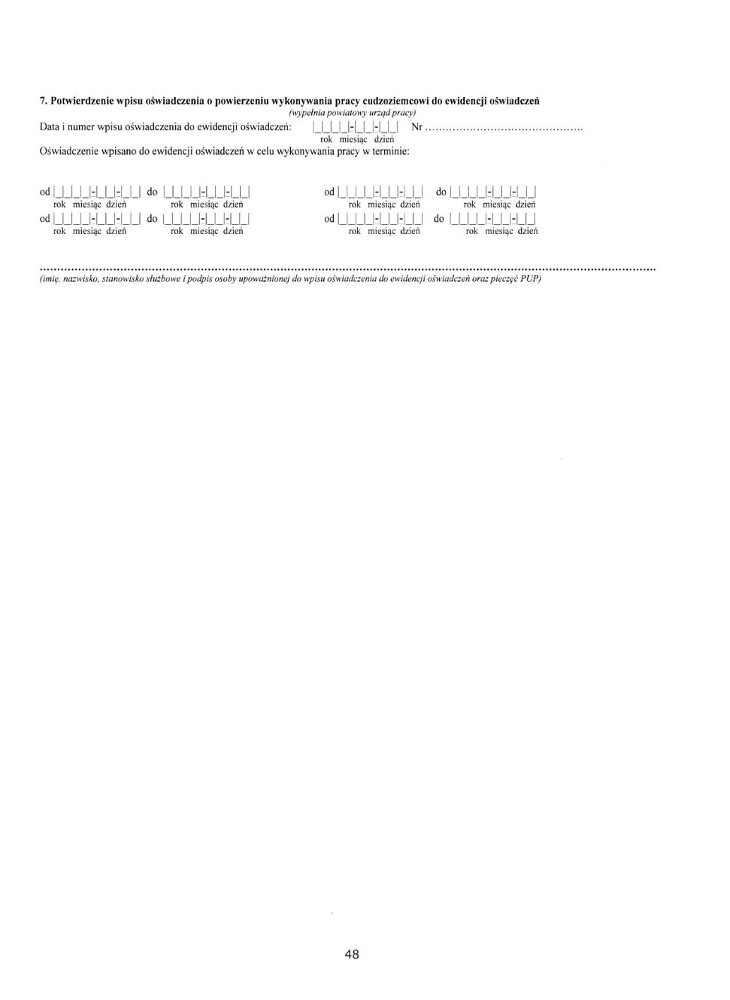 7. Potwierdzenie wpisu oświadczenia o powierzeniu wykonywania pracy cudzoziemcowi do ewidencji oświadczeń
(wypełnia powiatowy urząd pracy)
Data i numer wpisu oświadczenia do ewidencji oświadczeń: |_|_|_|_|-|_|_|-|_|_| Nr ..............................................
rok miesiąc dzień
Oświadczenie wpisano do ewidencji oświadczeń w celu wykonywania pracy w terminie:
od |_|_|_|_|-|_|_|-|_|_| do |_|_|_|_|-|_|_|-|_|_| od |_|_|_|_|-|_|_|-|_|_| do |_|_|_|_|-|_|_|-|_|_|
rok miesiąc dzień rok miesiąc dzień rok miesiąc dzień rok miesiąc dzień
od |_|_|_|_|-|_|_|-|_|_| do |_|_|_|_|-|_|_|-|_|_| od |_|_|_|_|-|_|_|-|_|_| do |_|_|_|_|-|_|_|-|_|_|
rok miesiąc dzień rok miesiąc dzień rok miesiąc dzień rok miesiąc dzień
................................................................................................................................................................
(imię, nazwisko, stanowisko służbowe i podpis osoby upoważnionej do wpisu oświadczenia do ewidencji oświadczeń oraz pieczęć PUP)
48